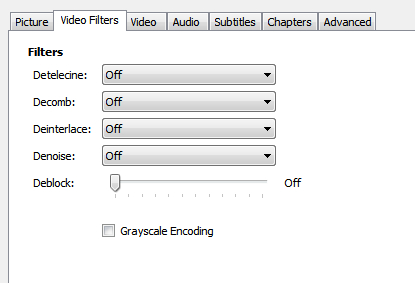 Picture Video Filters Video Audio Subtitles Chapters Advanced
Filters
Detelecine: Off
Decomb: Off
Deinterlace: Off
Denoise: Off
Deblock: Off
Grayscale Encoding